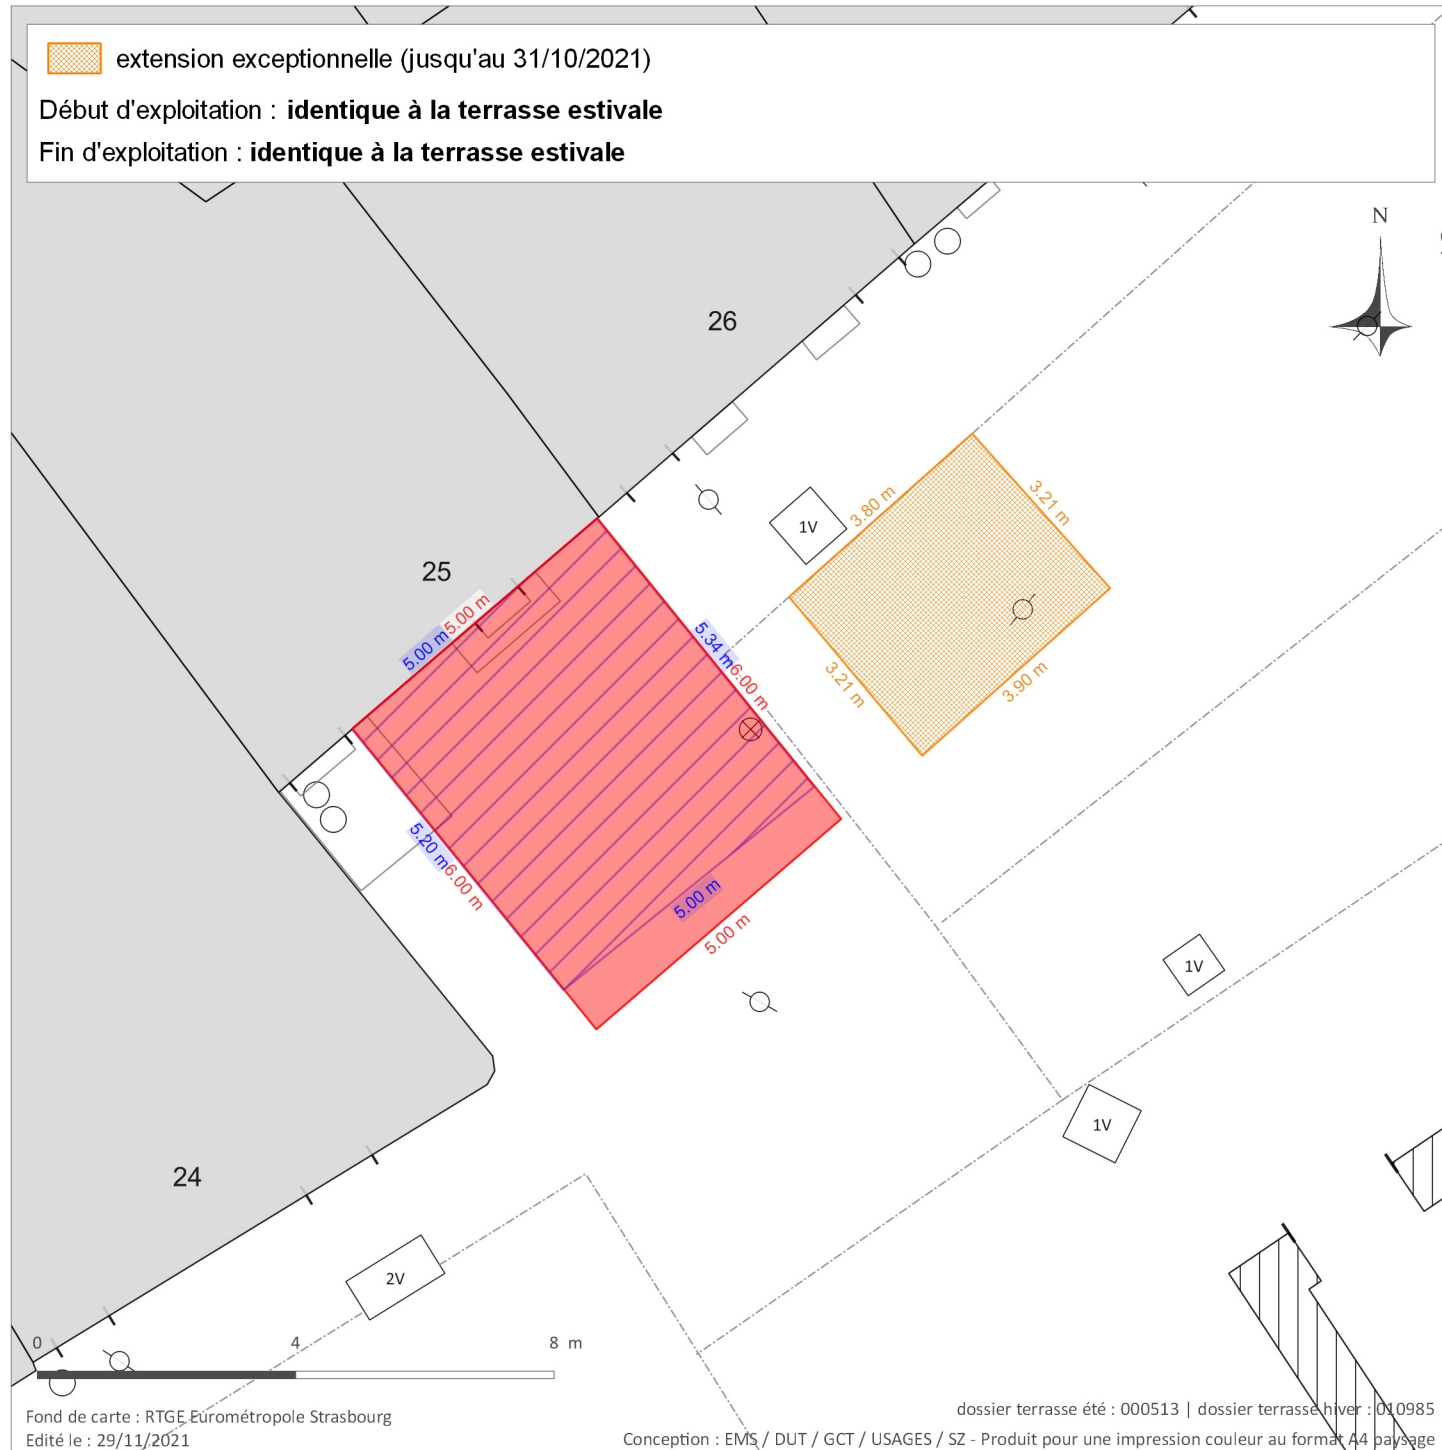 extension exceptionnelle (jusqu'au 31/10/2021)
Début d'exploitation : identique à la terrasse estivale
Fin d'exploitation : identique à la terrasse estivale
N
26
25
24
1V
3.80 m
3.21 m
3.21 m
3.90 m
5.00 m
5.00 m
5.34 m
6.00 m
5.20 m
6.00 m
5.00 m
5.00 m
1V
1V
2V
0 4 8 m
Fond de carte : RTGE Eurométropole Strasbourg
Edité le : 29/11/2021
dossier terrasse été : 000513 | dossier terrasse hiver : 010985
Conception : EMS / DUT / GCT / USAGES / SZ - Produit pour une impression couleur au format A4 paysage